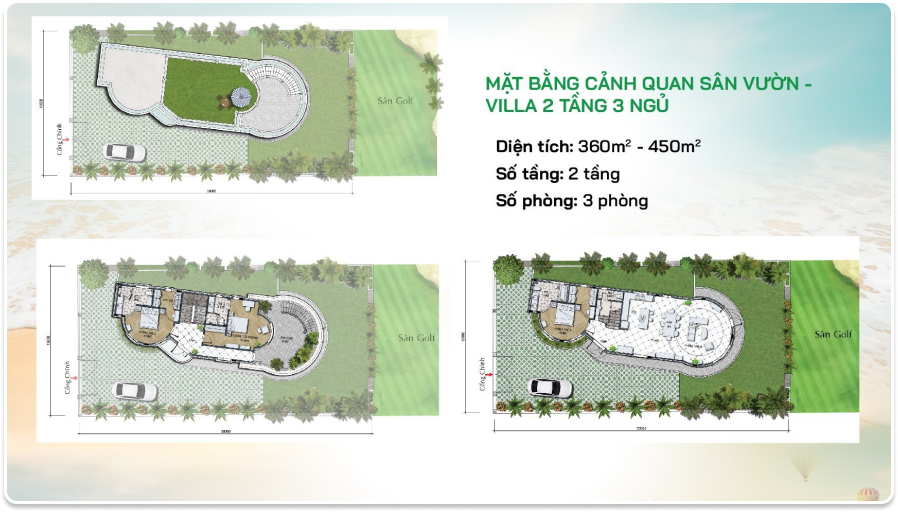 MẶT BẰNG CẢNH QUAN SÂN VƯỜN -
VILLA 2 TẦNG 3 NGỦ
Diện tích: 360m² - 450m²
Số tầng: 2 tầng
Số phòng: 3 phòng
Sân Golf
Cổng Chính
Sân Golf
Cổng Chính
Sân Golf
Cổng Chính